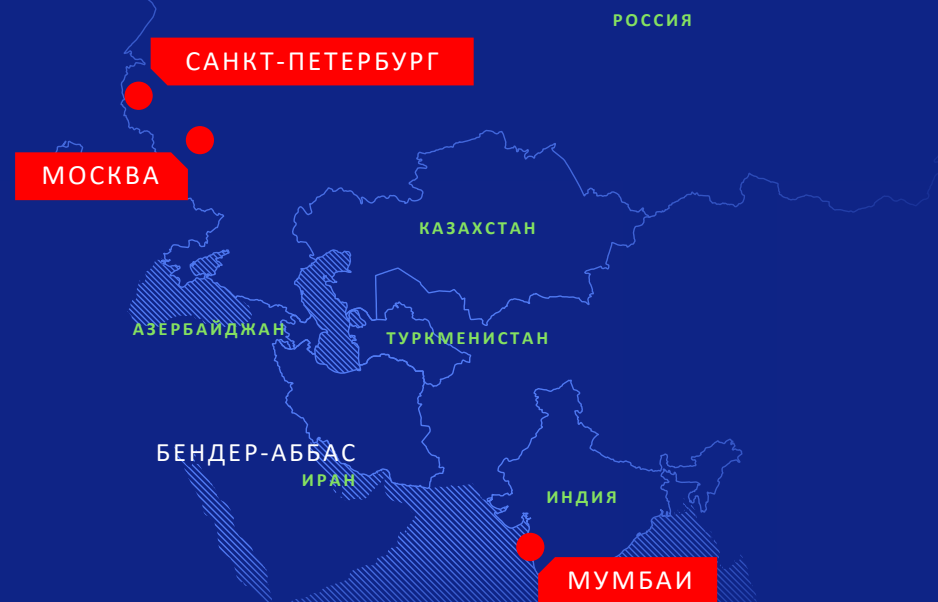 РОССИЯ
САНКТ-ПЕТЕРБУРГ
МОСКВА
КАЗАХСТАН
АЗЕРБАЙДЖАН
ТУРКМЕНИСТАН
БЕНДЕР-АББАС
ИРАН
ИНДИЯ
МУМБАИ